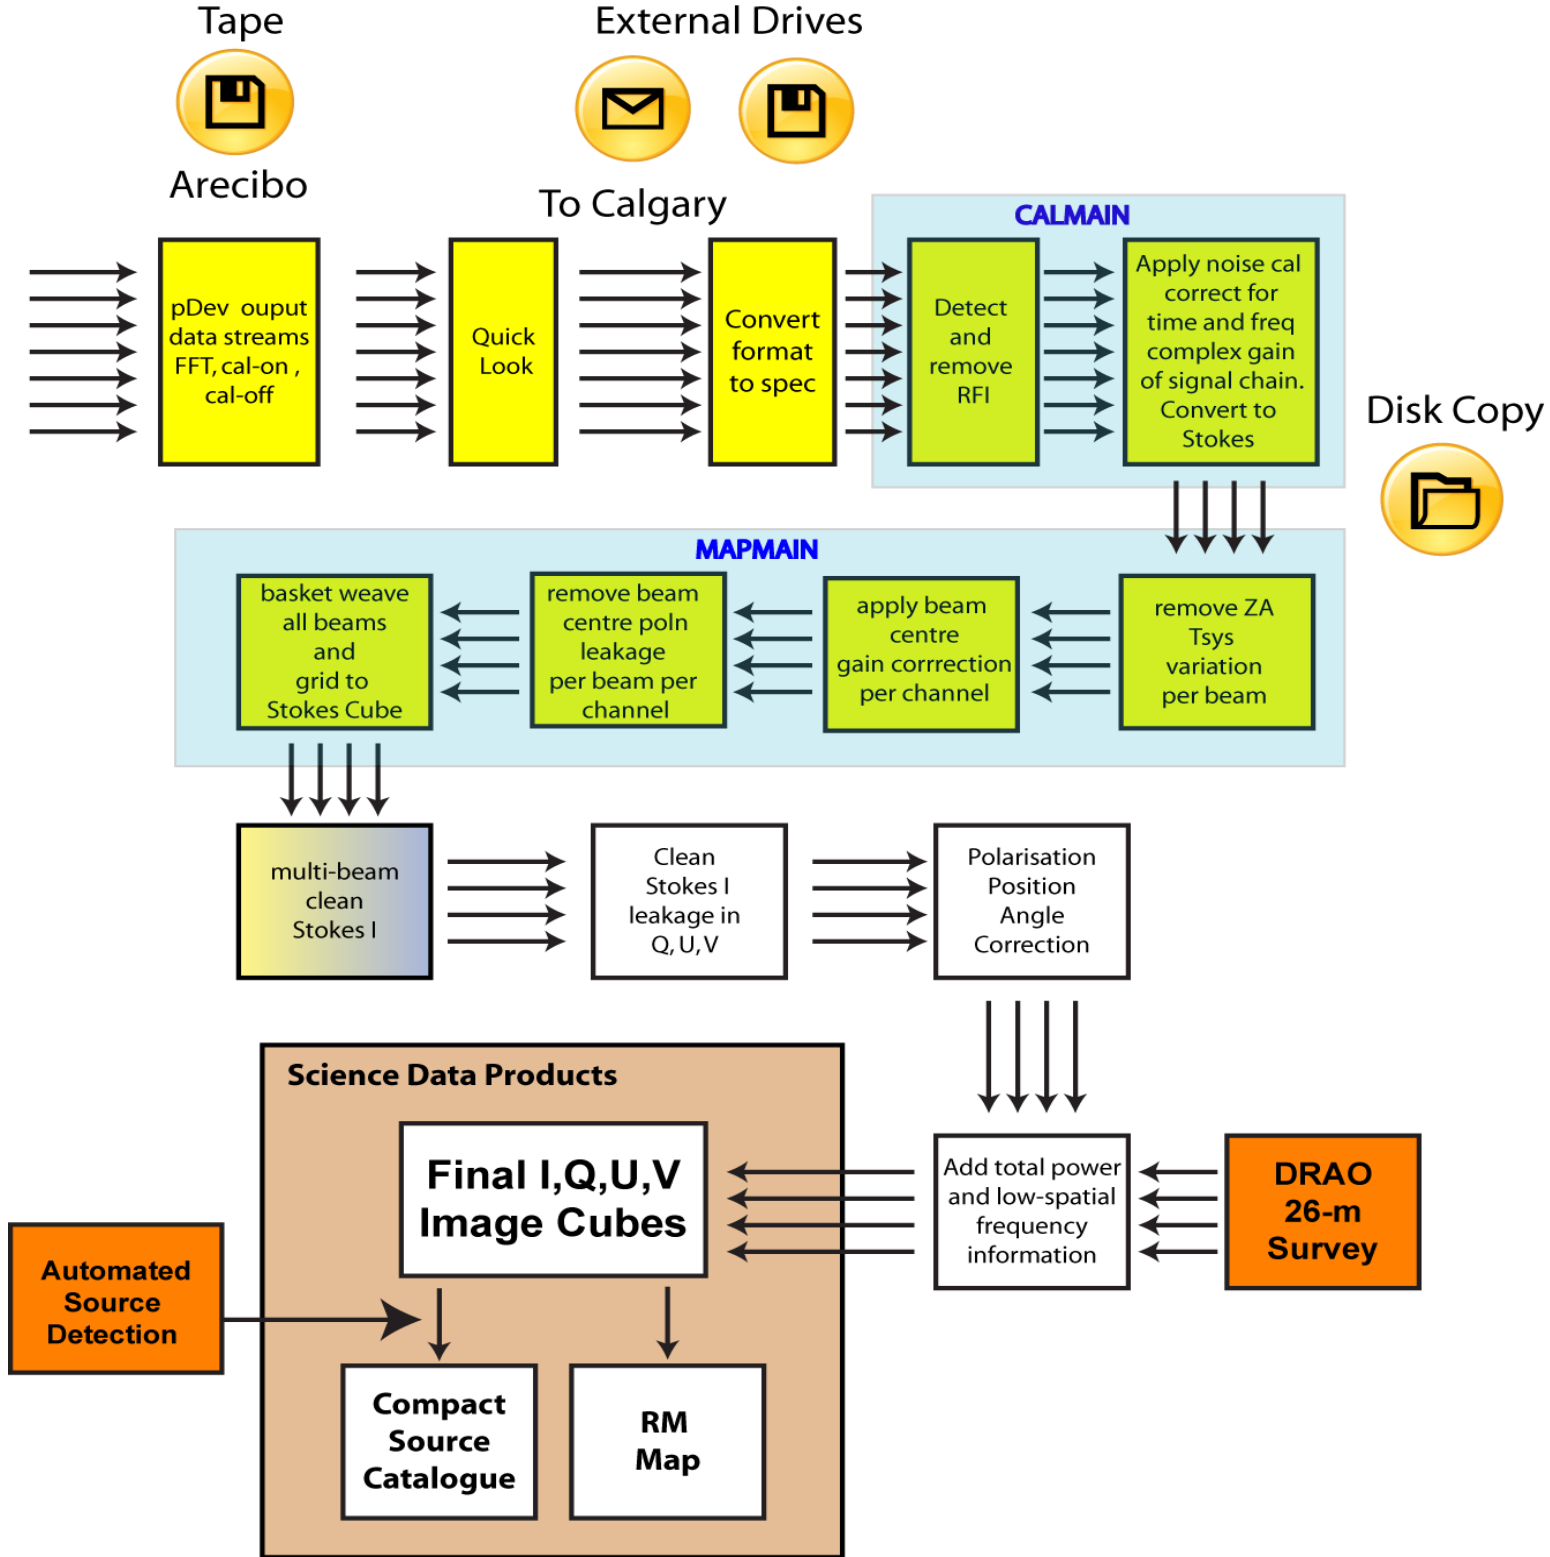 Tape
External Drives
Arecibo
To Calgary
CALMAIN
pDev ouput
data streams
FFT, cal-on ,
cal-off
Quick
Look
Convert
format
to spec
Detect
and
remove
RFI
Apply noise cal
correct for
time and freq
complex gain
of signal chain.
Convert to
Stokes
Disk Copy
MAPMAIN
basket weave
all beams
and
grid to
Stokes Cube
remove beam
centre poln
leakage
per beam per
channel
apply beam
centre
gain corrrection
per channel
remove ZA
Tsys
variation
per beam
multi-beam
clean
Stokes I
Clean
Stokes I
leakage in
Q, U, V
Polarisation
Position
Angle
Correction
Science Data Products
Final I,Q,U,V
Image Cubes
Add total power
and low-spatial
frequency
information
DRAO
26-m
Survey
Automated
Source
Detection
Compact
Source
Catalogue
RM
Map